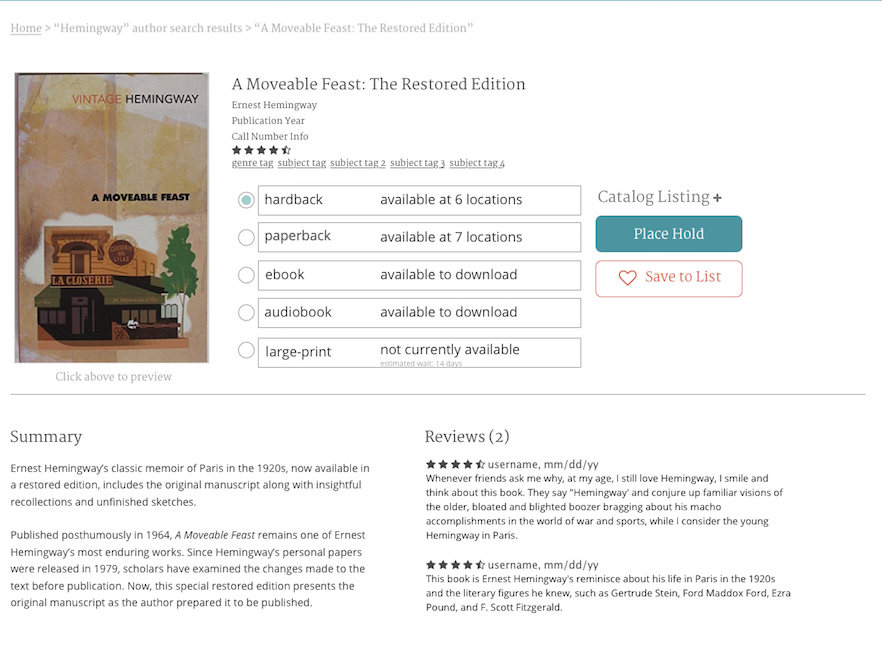 Home > “Hemingway” author search results > “A Moveable Feast: The Restored Edition”
VINTAGE HEMINGWAY
A MOVEABLE FEAST
CLOSERIE
DES
LILAS
LA CLOSERIE
Click above to preview
A Moveable Feast: The Restored Edition
Ernest Hemingway
Publication Year
Call Number Info
genre tag subject tag subject tag 2 subject tag 3 subject tag 4
hardback available at 6 locations
paperback available at 7 locations
ebook available to download
audiobook available to download
large-print not currently available
estimated wait: 14 days
Catalog Listing +
Place Hold
Save to List
Summary
Ernest Hemingway’s classic memoir of Paris in the 1920s, now available in
a restored edition, includes the original manuscript along with insightful
recollections and unfinished sketches.
Published posthumously in 1964, A Moveable Feast remains one of Ernest
Hemingway’s most enduring works. Since Hemingway’s personal papers
were released in 1979, scholars have examined the changes made to the
text before publication. Now, this special restored edition presents the
original manuscript as the author prepared it to be published.
Reviews (2)
username, mm/dd/yy
Whenever friends ask me why, at my age, I still love Hemingway, I smile and
think about this book. They say "Hemingway' and conjure up familiar visions of
the older, bloated and blighted boozer bragging about his macho
accomplishments in the world of war and sports, while I consider the young
Hemingway in Paris.
username, mm/dd/yy
This book is Ernest Hemingway's reminisce about his life in Paris in the 1920s
and the literary figures he knew, such as Gertrude Stein, Ford Maddox Ford, Ezra
Pound, and F. Scott Fitzgerald.